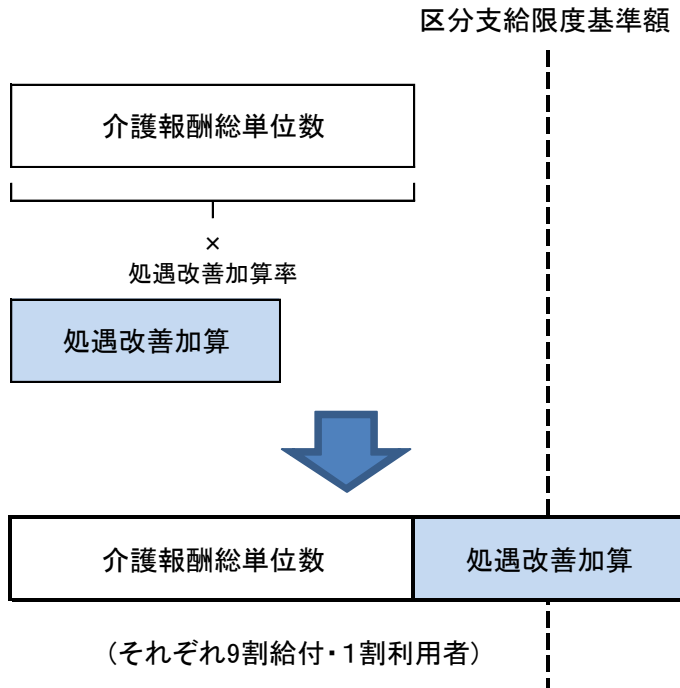 区分支給限度基準額
介護報酬総単位数
×
処遇改善加算率
処遇改善加算
介護報酬総単位数
処遇改善加算
(それぞれ9割給付・1割利用者)